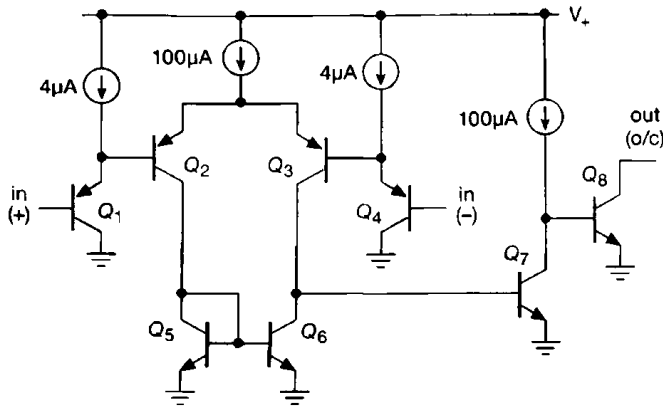 V+
4µA
100µA
4µA
100µA
out
(o/c)
Q2
Q3
Q8
in
(+)
Q1
Q4
in
(−)
Q7
Q5
Q6